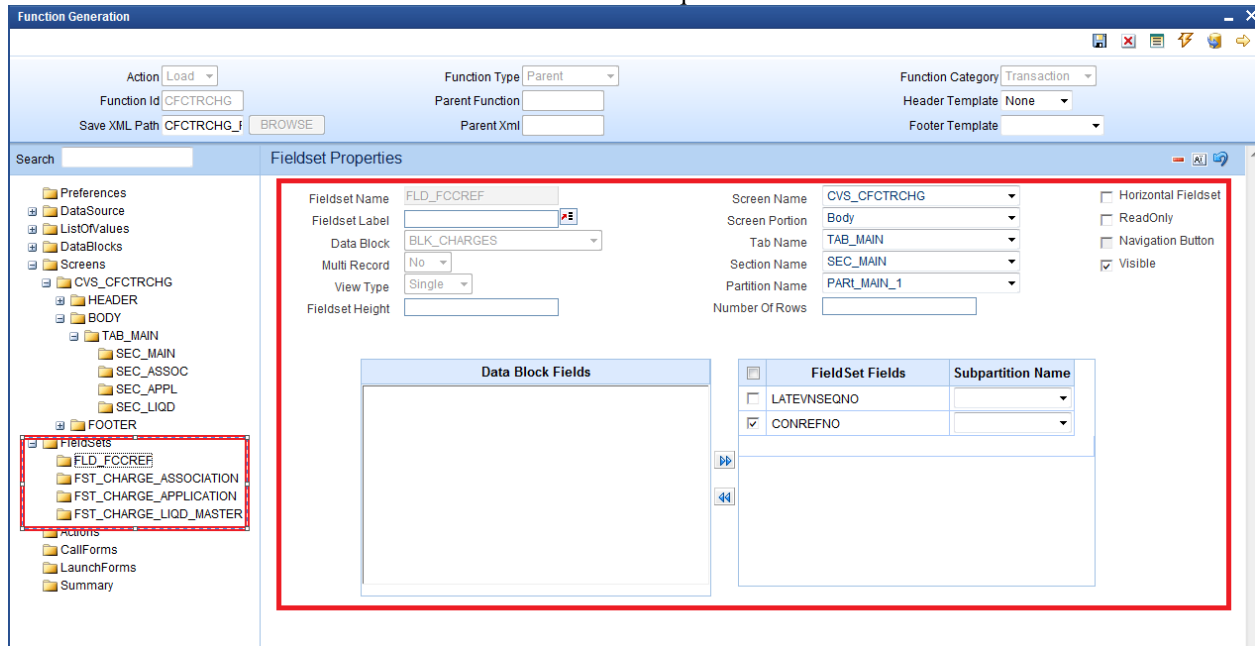 Function Generation
Action Load Function Type Parent Function Category Transaction
Function Id CFCTRCHG Parent Function Header Template None
Save XML Path CFCTRCHG_F BROWSE Parent Xml Footer Template
Search Fieldset Properties
Preferences
DataSource
ListOfValues
DataBlocks
Screens
CVS_CFCTRCHG
HEADER
BODY
TAB_MAIN
SEC_MAIN
SEC_ASSOC
SEC_APPL
SEC_LIQD
FOOTER
FieldSets
FLD_FCCREF
FST_CHARGE_ASSOCIATION
FST_CHARGE_APPLICATION
FST_CHARGE_LIQD_MASTER
Actions
CallForms
LaunchForms
Summary
Fieldset Name FLD_FCCREF Screen Name CVS_CFCTRCHG Horizontal Fieldset
Fieldset Label Screen Portion Body ReadOnly
Data Block BLK_CHARGES Tab Name TAB_MAIN Navigation Button
Multi Record No Section Name SEC_MAIN Visible
View Type Single Partition Name PARt_MAIN_1
Fieldset Height Number Of Rows
Data Block Fields FieldSet Fields Subpartition Name
LATEVNSEQNO
CONREFNO